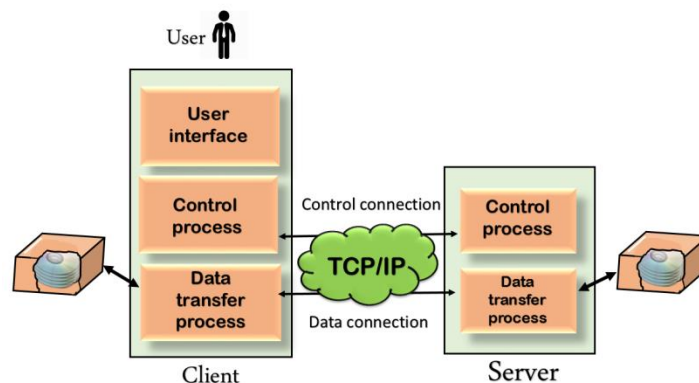 User
User
interface
Control
process
Data
transfer
process
Client
Control connection
TCP/IP
Data connection
Control
process
Data
transfer
process
Server